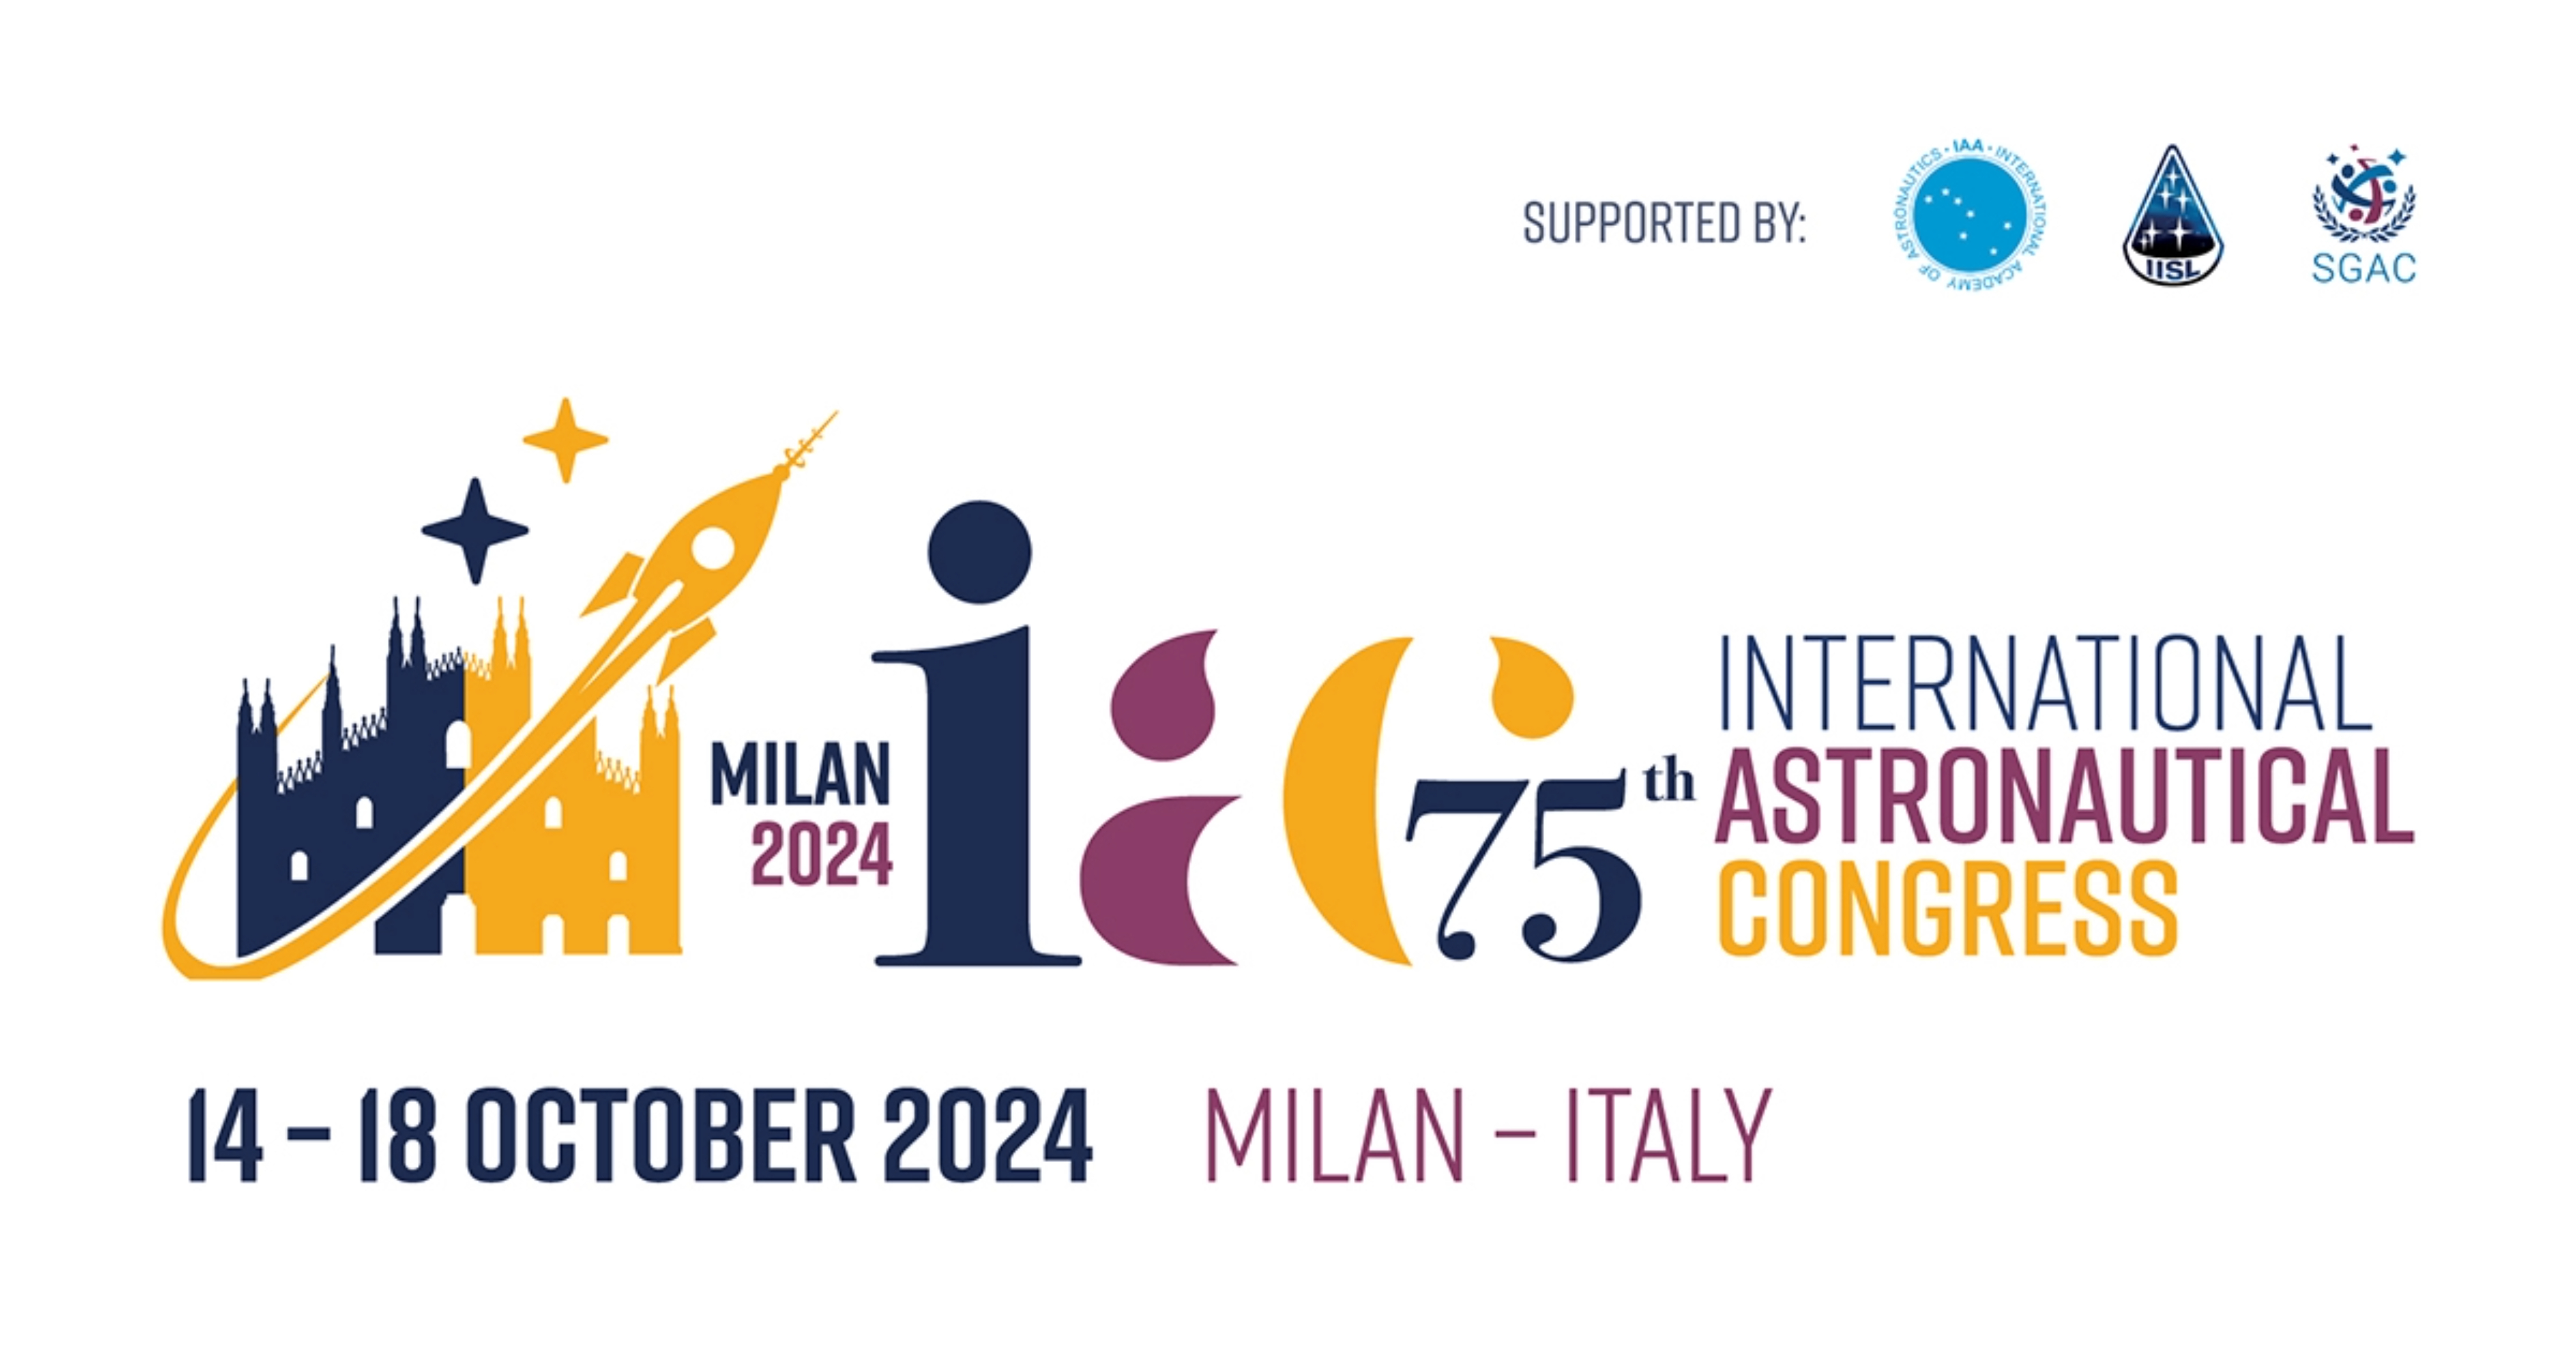 SUPPORTED BY:
INTERNATIONAL ACADEMY OF ASTRONAUTICS · IAA ·
IISL
SGAC
MILAN
2024
iac
75th
INTERNATIONAL
ASTRONAUTICAL
CONGRESS
14 – 18 OCTOBER 2024
MILAN – ITALY